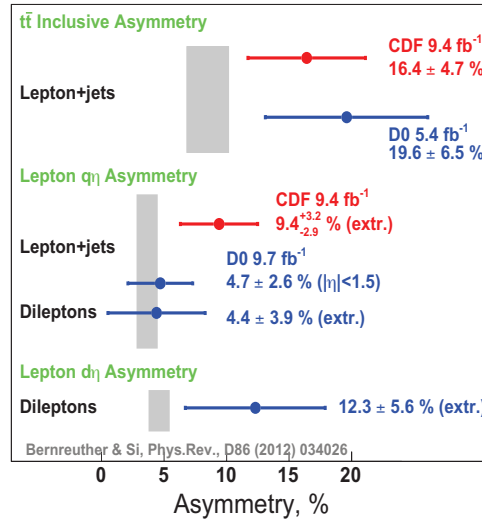 tt̄ Inclusive Asymmetry
CDF 9.4 fb⁻¹
16.4 ± 4.7 %
Lepton+jets
D0 5.4 fb⁻¹
19.6 ± 6.5 %
Lepton qη Asymmetry
CDF 9.4 fb⁻¹
9.4 +3.2 -2.9 % (extr.)
Lepton+jets
D0 9.7 fb⁻¹
4.7 ± 2.6 % (|η|<1.5)
Dileptons
4.4 ± 3.9 % (extr.)
Lepton dη Asymmetry
Dileptons
12.3 ± 5.6 % (extr.)
Bernreuther & Si, Phys.Rev., D86 (2012) 034026
0 5 10 15 20
Asymmetry, %